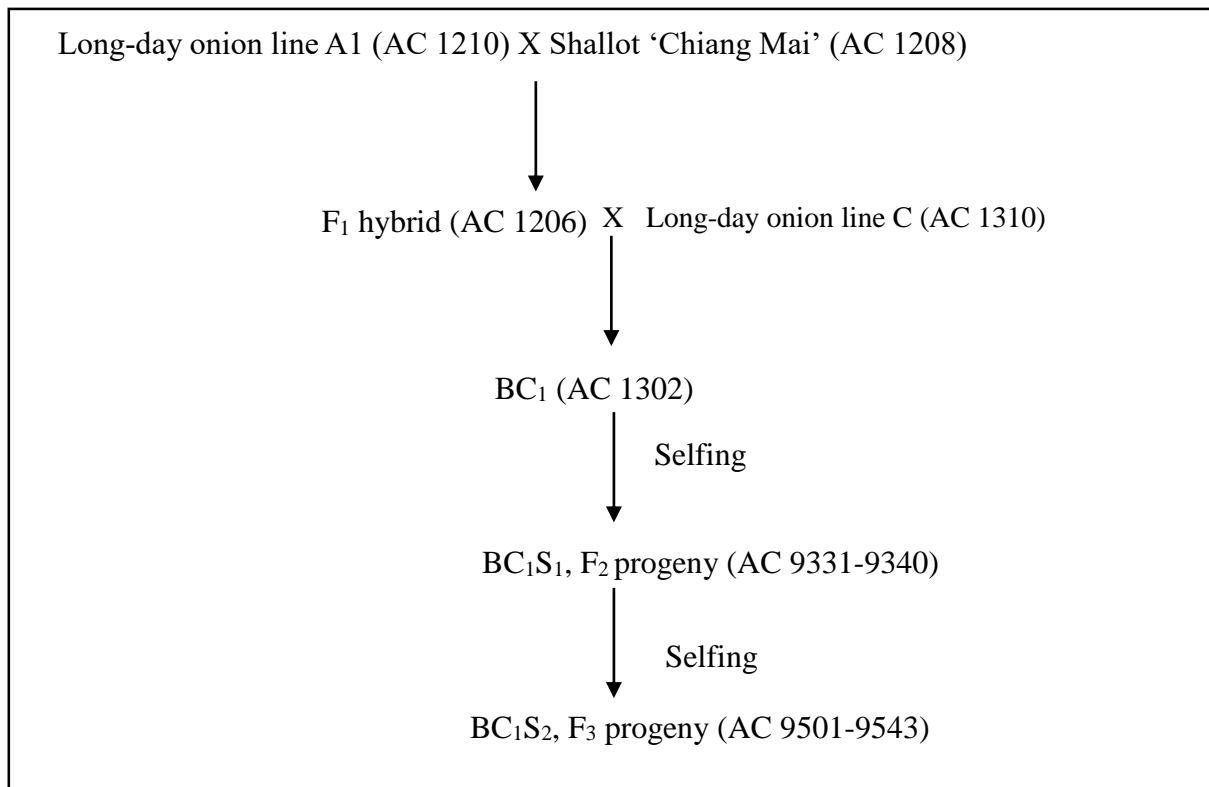 Long-day onion line A1 (AC 1210) X Shallot ‘Chiang Mai’ (AC 1208)
F₁ hybrid (AC 1206) X Long-day onion line C (AC 1310)
BC₁ (AC 1302)
Selfing
BC₁S₁, F₂ progeny (AC 9331-9340)
Selfing
BC₁S₂, F₃ progeny (AC 9501-9543)